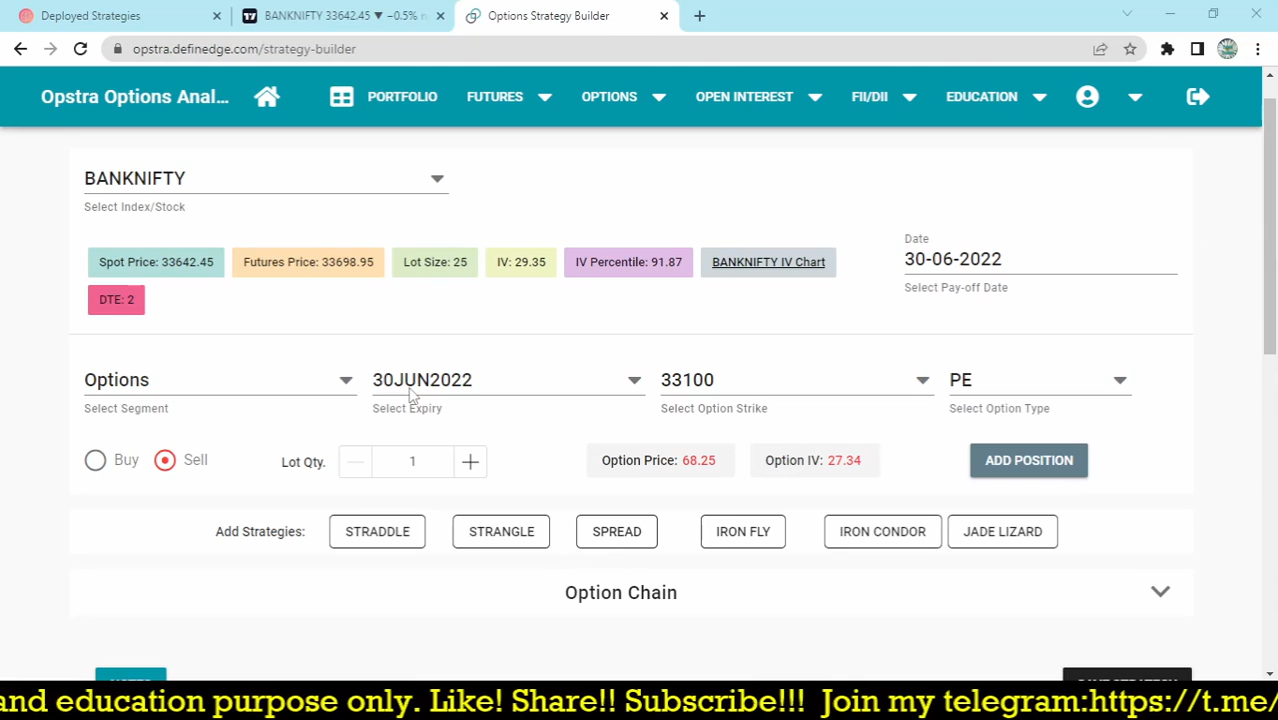 Deployed Strategies
BANKNIFTY 33642.45 ▼ −0.5%
Options Strategy Builder
opstra.definedge.com/strategy-builder
Opstra Options Anal...
PORTFOLIO
FUTURES
OPTIONS
OPEN INTEREST
FII/DII
EDUCATION
BANKNIFTY
Select Index/Stock
Spot Price: 33642.45
Futures Price: 33698.95
Lot Size: 25
IV: 29.35
IV Percentile: 91.87
BANKNIFTY IV Chart
DTE: 2
Date
30-06-2022
Select Pay-off Date
Options
30JUN2022
33100
PE
Select Segment
Select Expiry
Select Option Strike
Select Option Type
Buy
Sell
Lot Qty.
1
Option Price: 68.25
Option IV: 27.34
ADD POSITION
Add Strategies:
STRADDLE
STRANGLE
SPREAD
IRON FLY
IRON CONDOR
JADE LIZARD
Option Chain
and education purpose only. Like! Share!! Subscribe!!! Join my telegram:https://t.me/